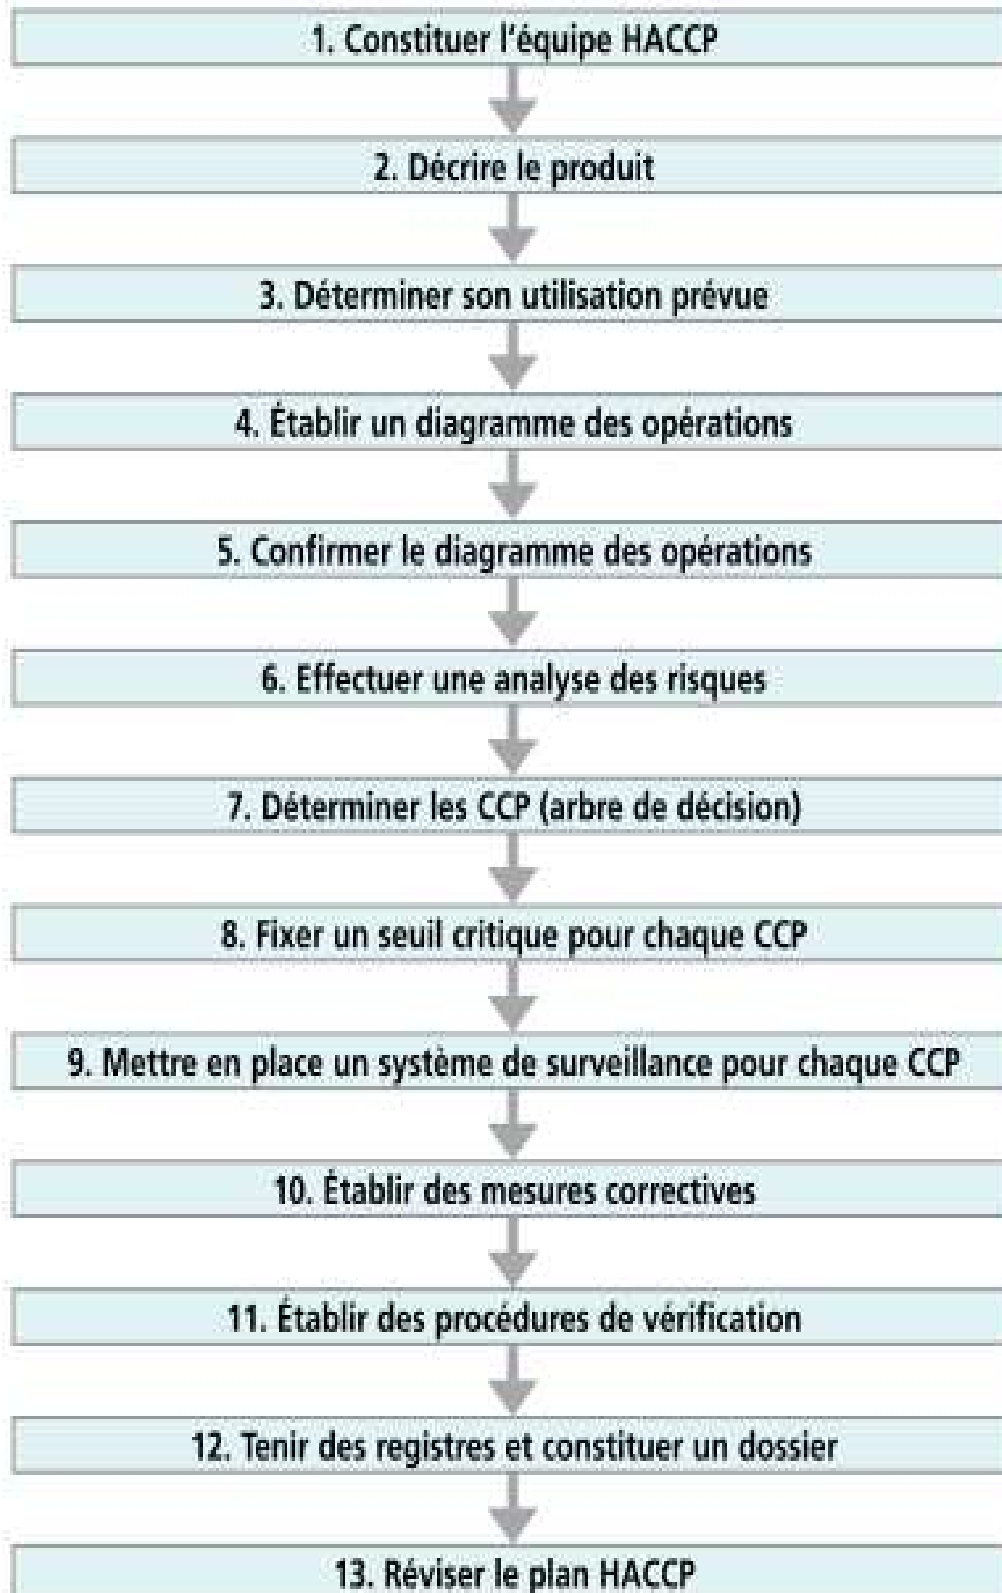 1. Constituer l'équipe HACCP
2. Décrire le produit
3. Déterminer son utilisation prévue
4. Établir un diagramme des opérations
5. Confirmer le diagramme des opérations
6. Effectuer une analyse des risques
7. Déterminer les CCP (arbre de décision)
8. Fixer un seuil critique pour chaque CCP
9. Mettre en place un système de surveillance pour chaque CCP
10. Établir des mesures correctives
11. Établir des procédures de vérification
12. Tenir des registres et constituer un dossier
13. Réviser le plan HACCP